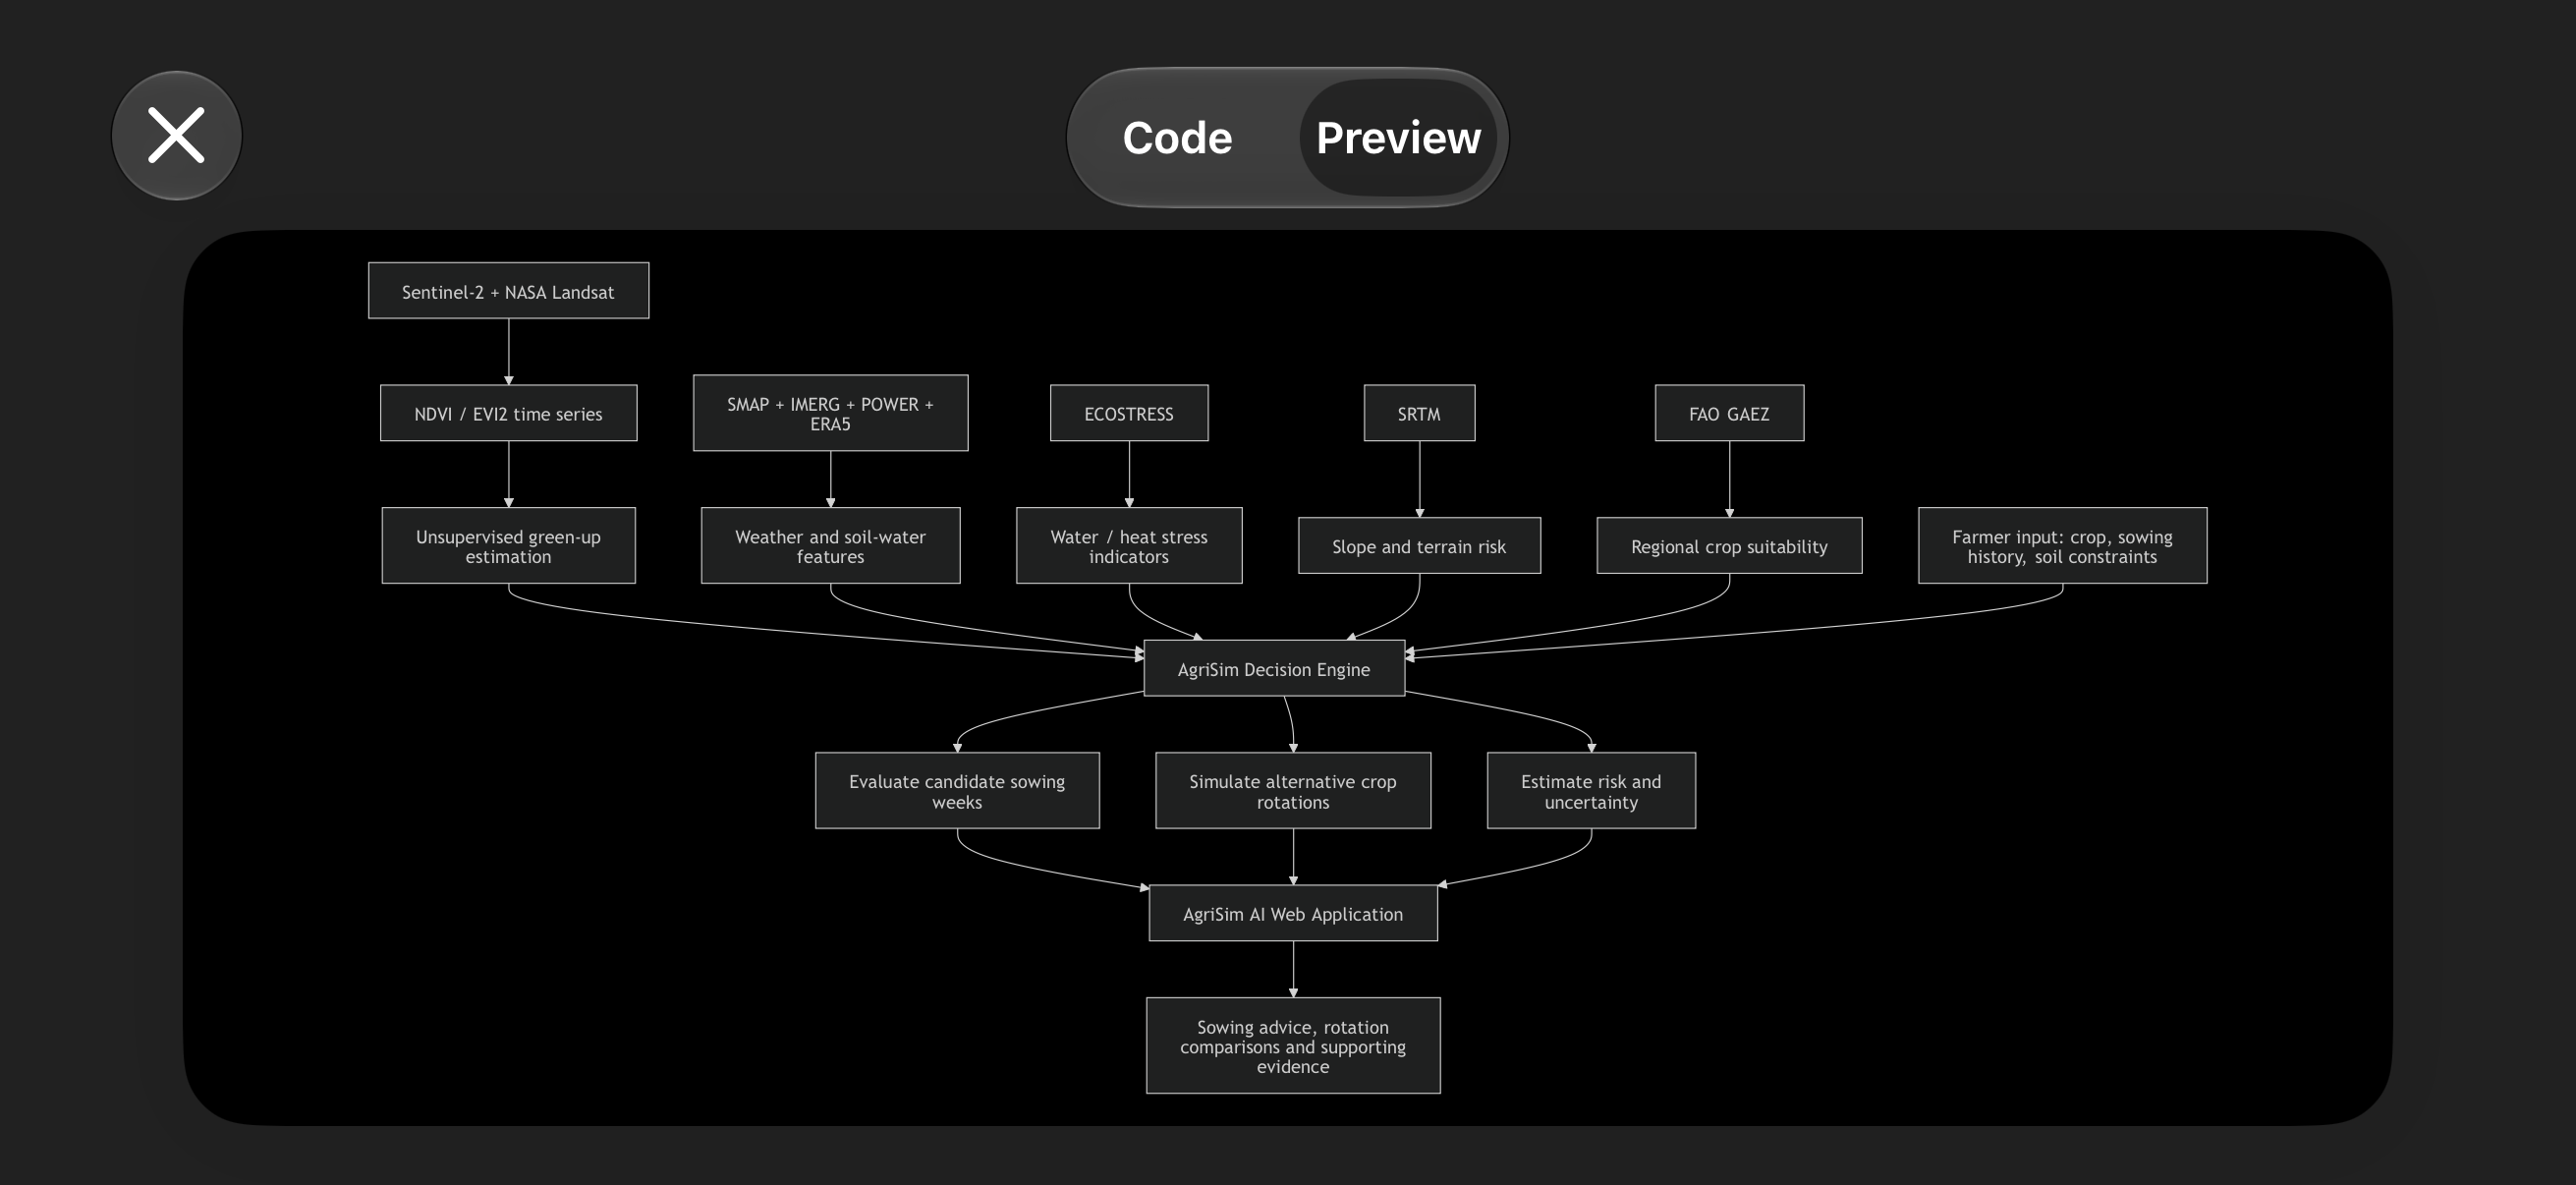 Code
Preview
Sentinel-2 + NASA Landsat
NDVI / EVI2 time series
SMAP + IMERG + POWER +
ERA5
ECOSTRESS
SRTM
FAO GAEZ
Unsupervised green-up
estimation
Weather and soil-water
features
Water / heat stress
indicators
Slope and terrain risk
Regional crop suitability
Farmer input: crop, sowing
history, soil constraints
AgriSim Decision Engine
Evaluate candidate sowing
weeks
Simulate alternative crop
rotations
Estimate risk and
uncertainty
AgriSim AI Web Application
Sowing advice, rotation
comparisons and supporting
evidence